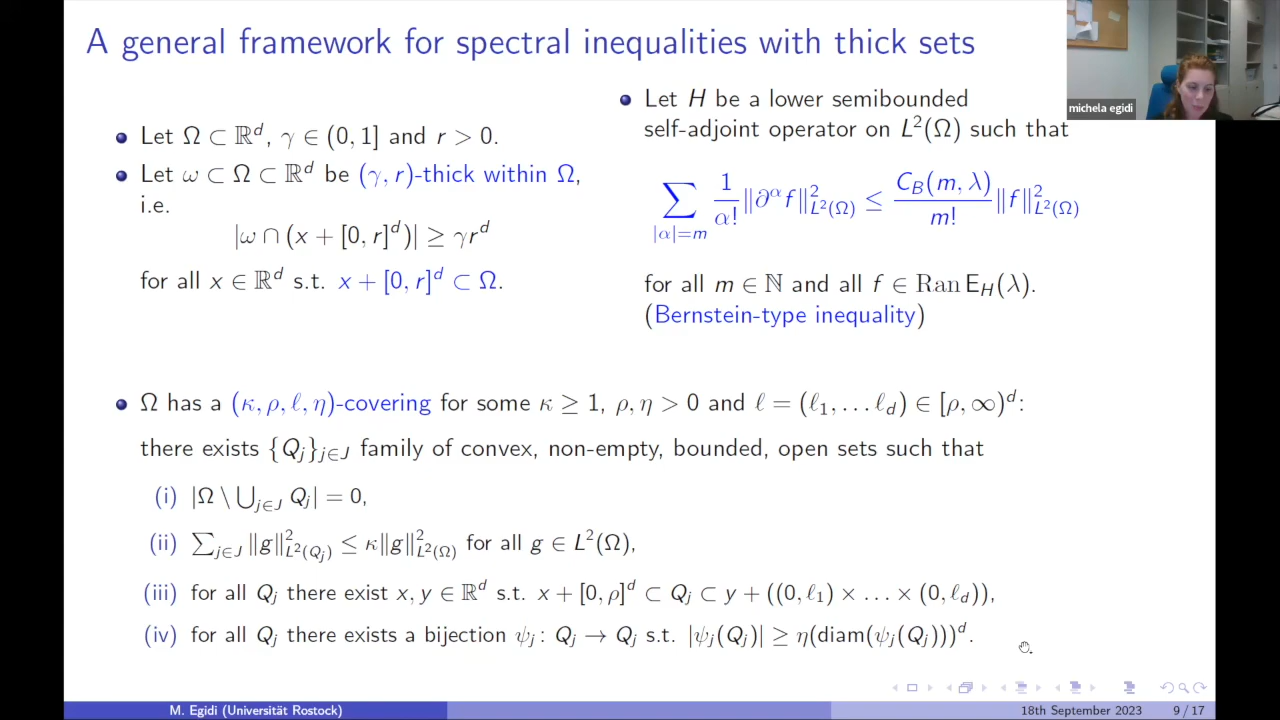 A general framework for spectral inequalities with thick sets
michela egidi
• Let Ω ⊂ ℝ^d, γ ∈ (0, 1] and r > 0.
• Let ω ⊂ Ω ⊂ ℝ^d be (γ, r)-thick within Ω,
i.e.
|ω ∩ (x + [0, r]^d)| ≥ γr^d
for all x ∈ ℝ^d s.t. x + [0, r]^d ⊂ Ω.
• Let H be a lower semibounded
self-adjoint operator on L²(Ω) such that
∑_{|α|=m} 1/α! ‖∂^α f‖²_{L²(Ω)} ≤ C_B(m, λ)/m! ‖f‖²_{L²(Ω)}
for all m ∈ ℕ and all f ∈ Ran E_H(λ).
(Bernstein-type inequality)
• Ω has a (κ, ρ, ℓ, η)-covering for some κ ≥ 1, ρ, η > 0 and ℓ = (ℓ_1, … ℓ_d) ∈ [ρ, ∞)^d:
there exists {Q_j}_{j∈J} family of convex, non-empty, bounded, open sets such that
(i) |Ω \ ⋃_{j∈J} Q_j| = 0,
(ii) ∑_{j∈J} ‖g‖²_{L²(Q_j)} ≤ κ‖g‖²_{L²(Ω)} for all g ∈ L²(Ω),
(iii) for all Q_j there exist x, y ∈ ℝ^d s.t. x + [0, ρ]^d ⊂ Q_j ⊂ y + ((0, ℓ_1) × … × (0, ℓ_d)),
(iv) for all Q_j there exists a bijection ψ_j : Q_j → Q_j s.t. |ψ_j(Q_j)| ≥ η(diam(ψ_j(Q_j)))^d.
M. Egidi (Universität Rostock)
18th September 2023
9 / 17